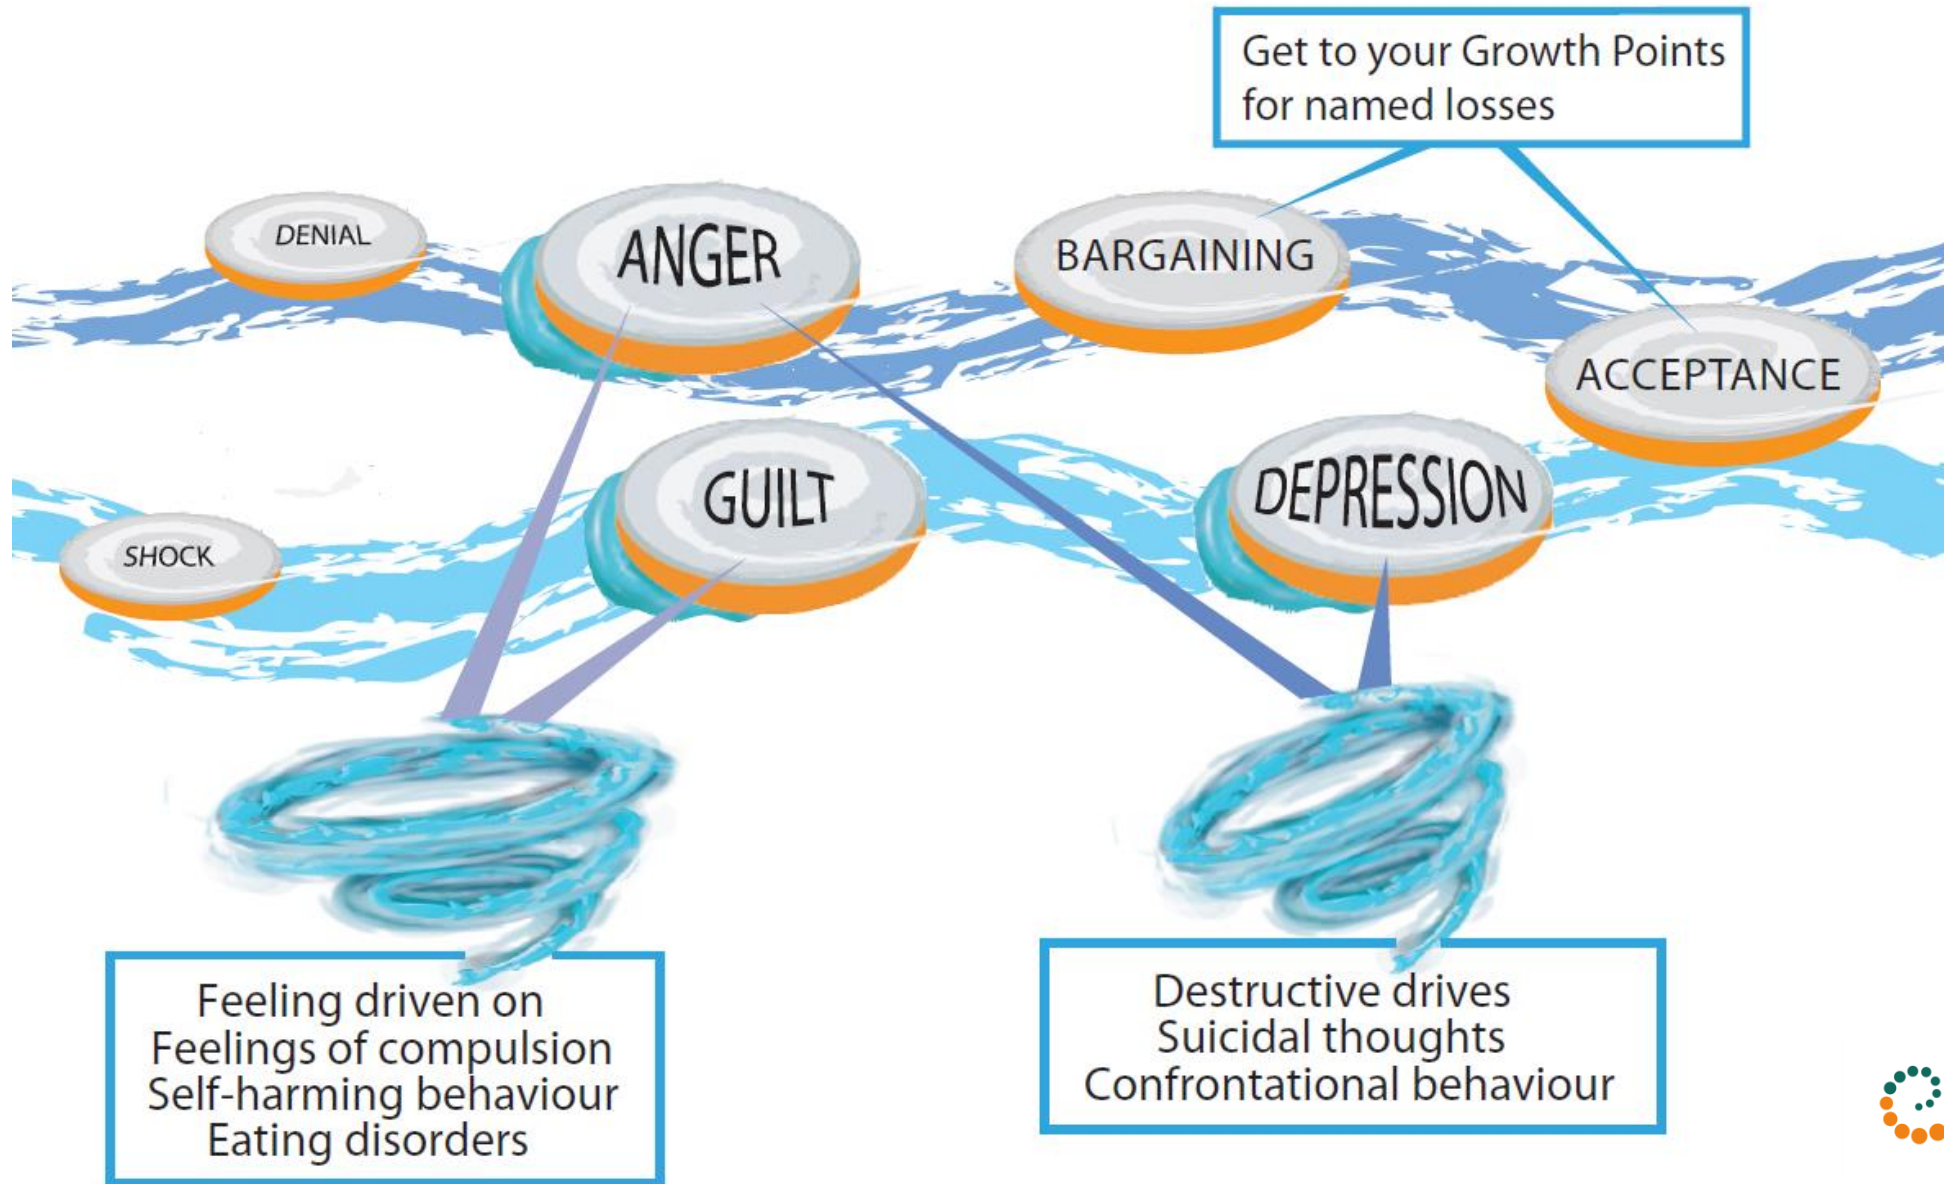 Get to your Growth Points
for named losses
DENIAL
ANGER
BARGAINING
ACCEPTANCE
SHOCK
GUILT
DEPRESSION
Feeling driven on
Feelings of compulsion
Self-harming behaviour
Eating disorders
Destructive drives
Suicidal thoughts
Confrontational behaviour